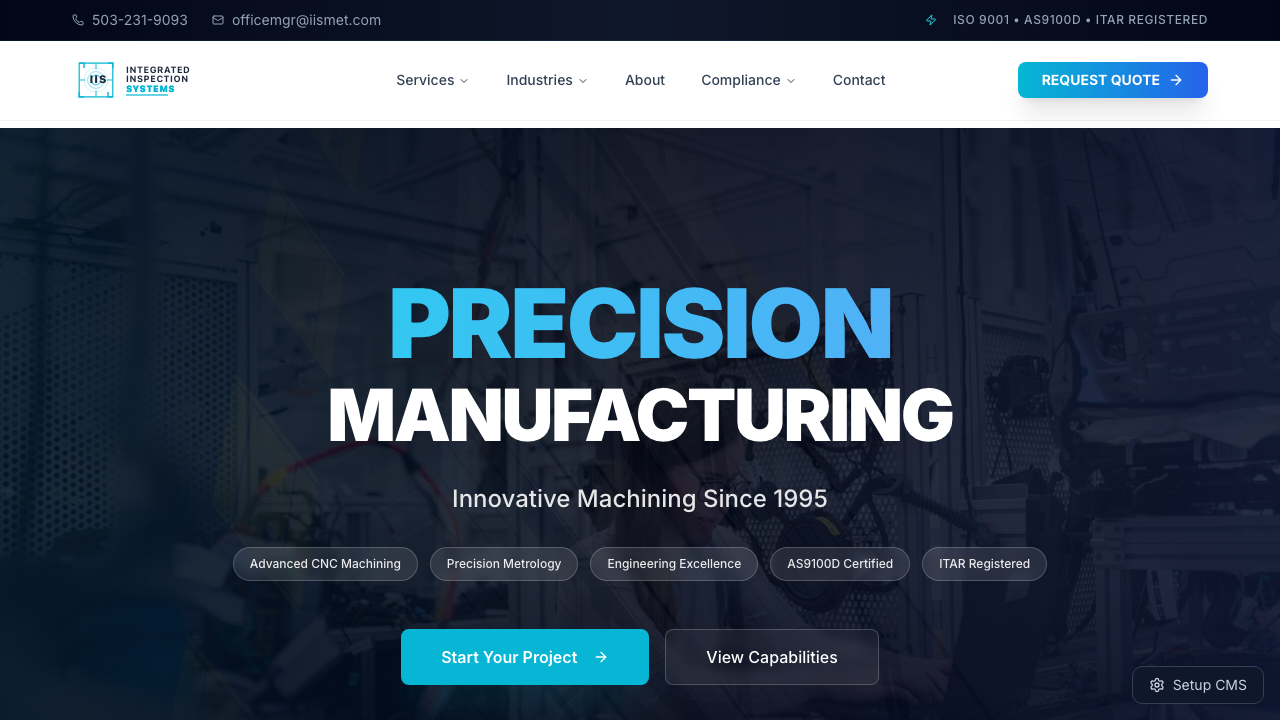 503-231-9093
officemgr@iismet.com
ISO 9001 • AS9100D • ITAR REGISTERED
IIS
INTEGRATED
INSPECTION
SYSTEMS
Services
Industries
About
Compliance
Contact
REQUEST QUOTE
PRECISION
MANUFACTURING
Innovative Machining Since 1995
Advanced CNC Machining
Precision Metrology
Engineering Excellence
AS9100D Certified
ITAR Registered
Start Your Project
View Capabilities
Setup CMS